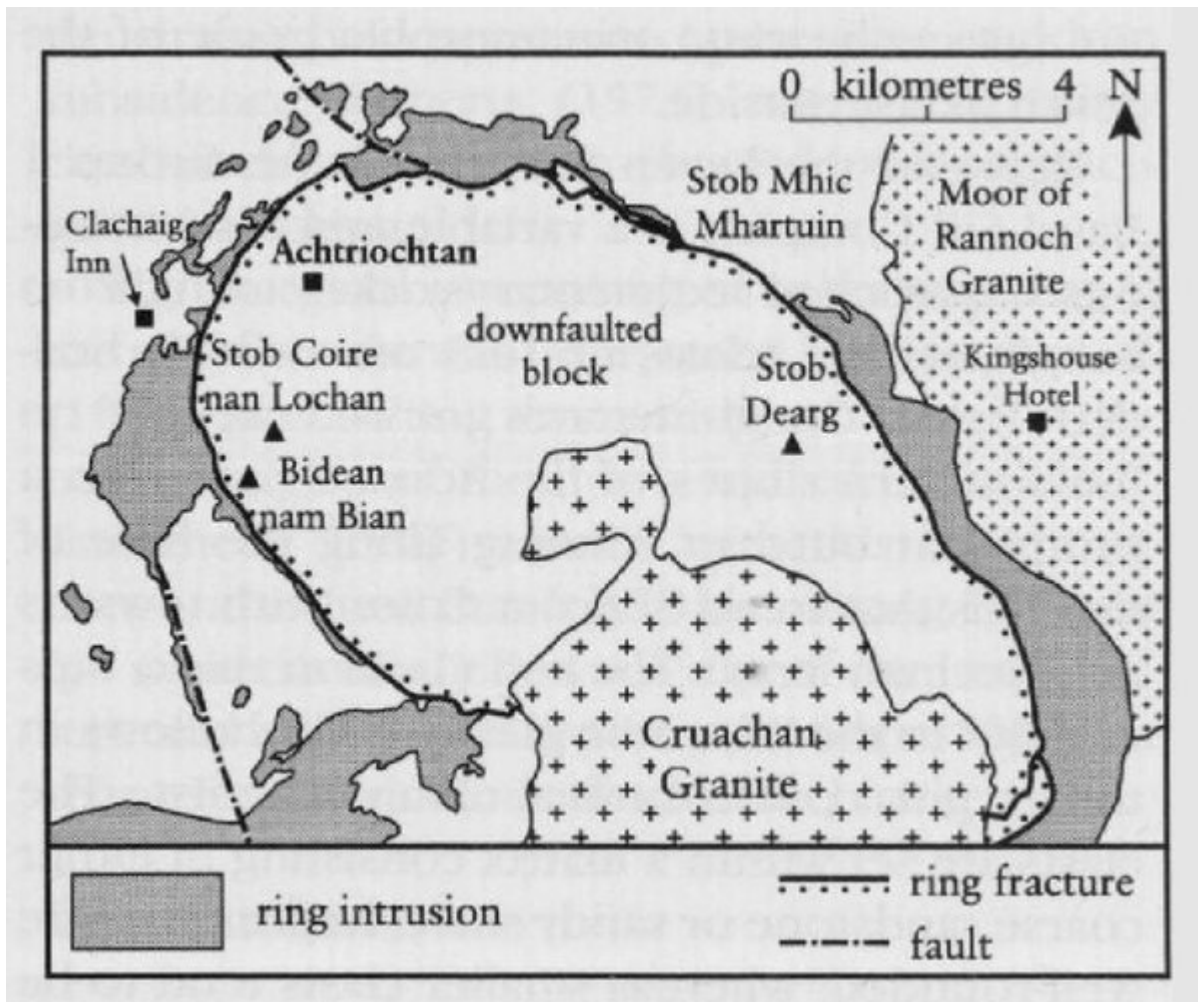 0 kilometres 4 N
Stob Mhic
Mhartuin
Moor of
Rannoch
Granite
Clachaig
Inn
Achtriochtan
downfaulted
block
Stob Coire
nan Lochan
Stob
Dearg
Kingshouse
Hotel
Bidean
nam Bian
Cruachan
Granite
ring intrusion
ring fracture
fault